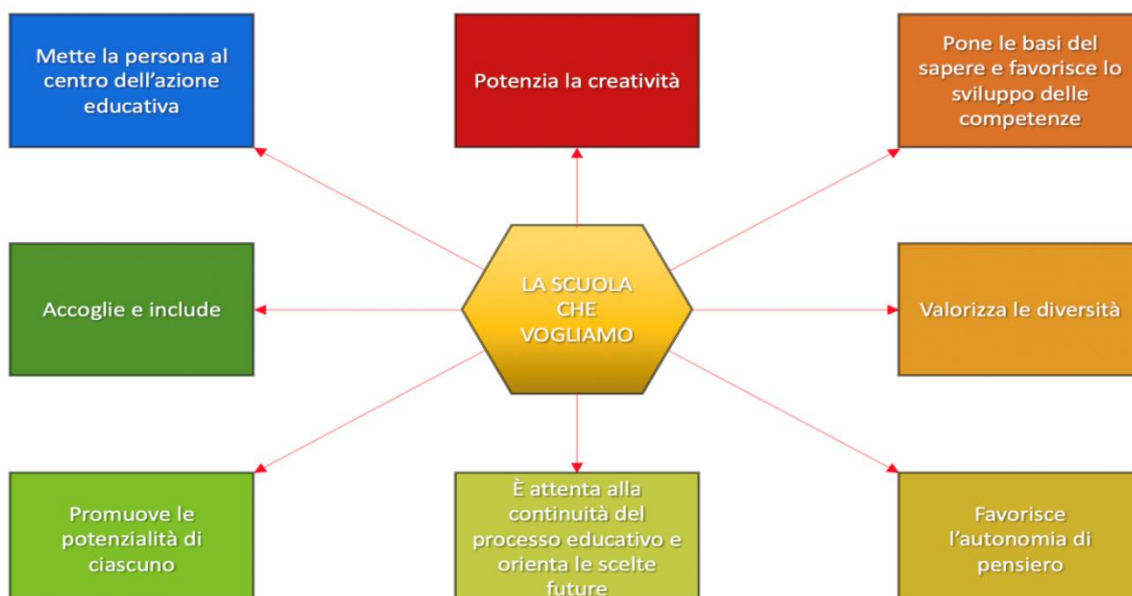 Mette la persona al
centro dell'azione
educativa
Potenzia la creatività
Pone le basi del
sapere e favorisce lo
sviluppo delle
competenze
Accoglie e include
LA SCUOLA
CHE
VOGLIAMO
Valorizza le diversità
Promuove le
potenzialità di
ciascuno
È attenta alla
continuità del
processo educativo e
orienta le scelte
future
Favorisce
l'autonomia di
pensiero